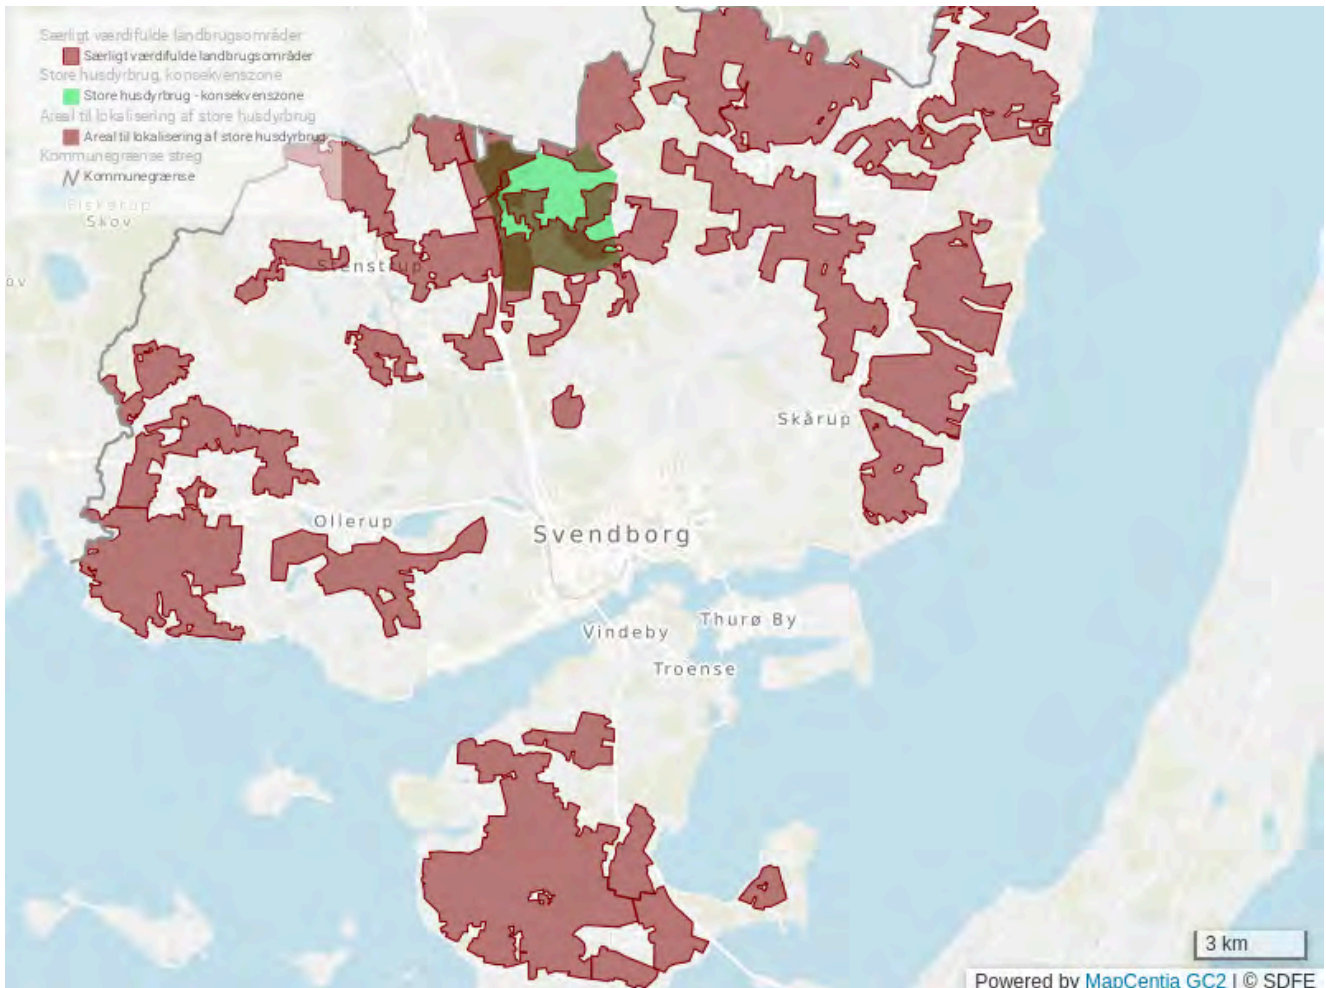 Særligt værdifulde landbrugsområder
Særligt værdifulde landbrugsområder
Store husdyrbrug, konsekvenszone
Store husdyrbrug - konsekvenszone
Areal til lokalisering af store husdyrbrug
Areal til lokalisering af store husdyrbrug
Kommunegrænse streg
Kommunegrænse
Skov
Stenstrup
ov
Skårup
Ollerup
Svendborg
Thurø By
Vindeby
Troense
3 km
Powered by MapCentia GC2 | © SDFE